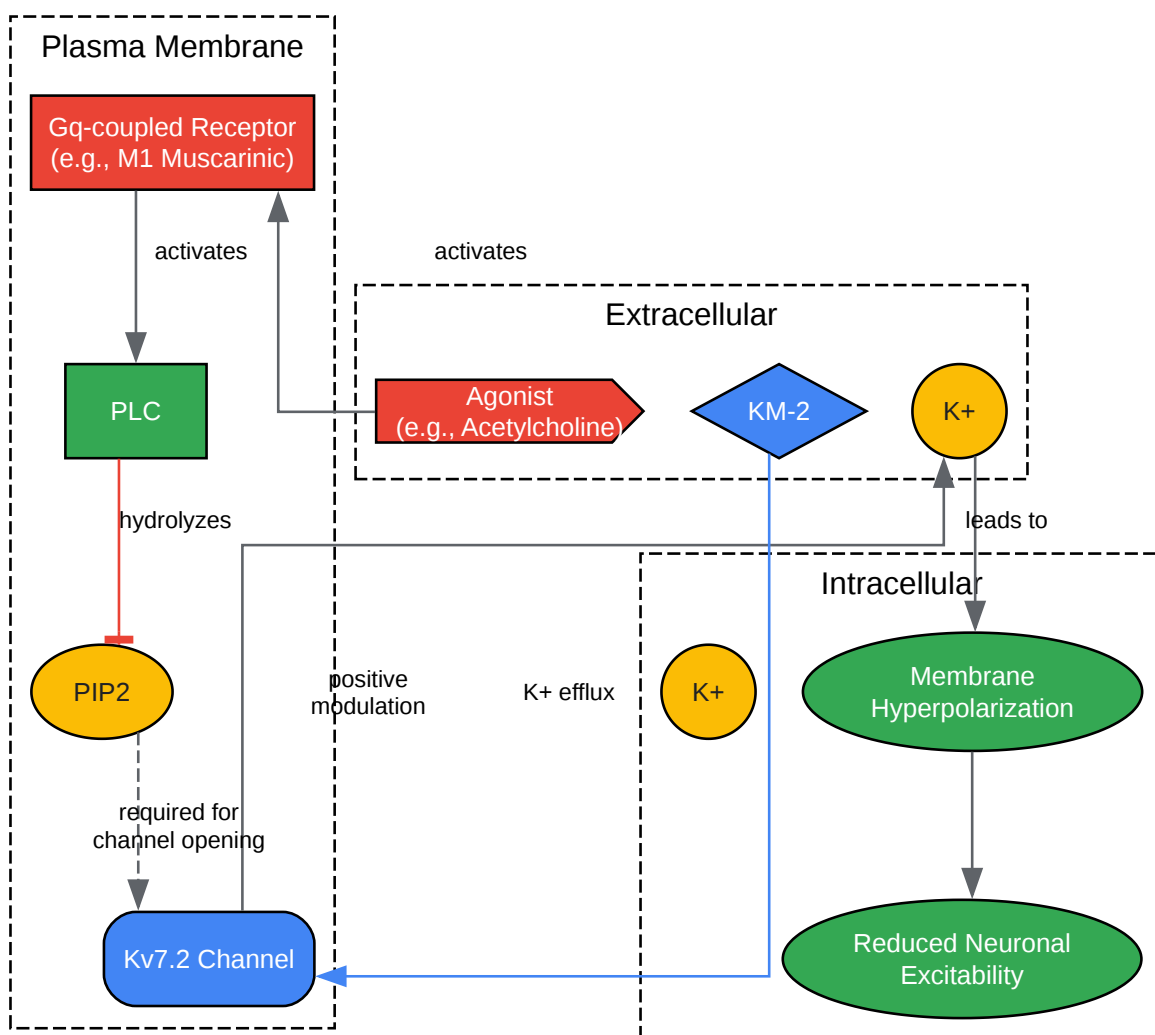 Plasma Membrane
Gq-coupled Receptor
(e.g., M1 Muscarinic)
activates
activates
Extracellular
PLC
Agonist
(e.g., Acetylcholine)
KM-2
K+
hydrolyzes
leads to
Intracellular
PIP2
positive
modulation
K+ efflux
K+
Membrane
Hyperpolarization
required for
channel opening
Kv7.2 Channel
Reduced Neuronal
Excitability